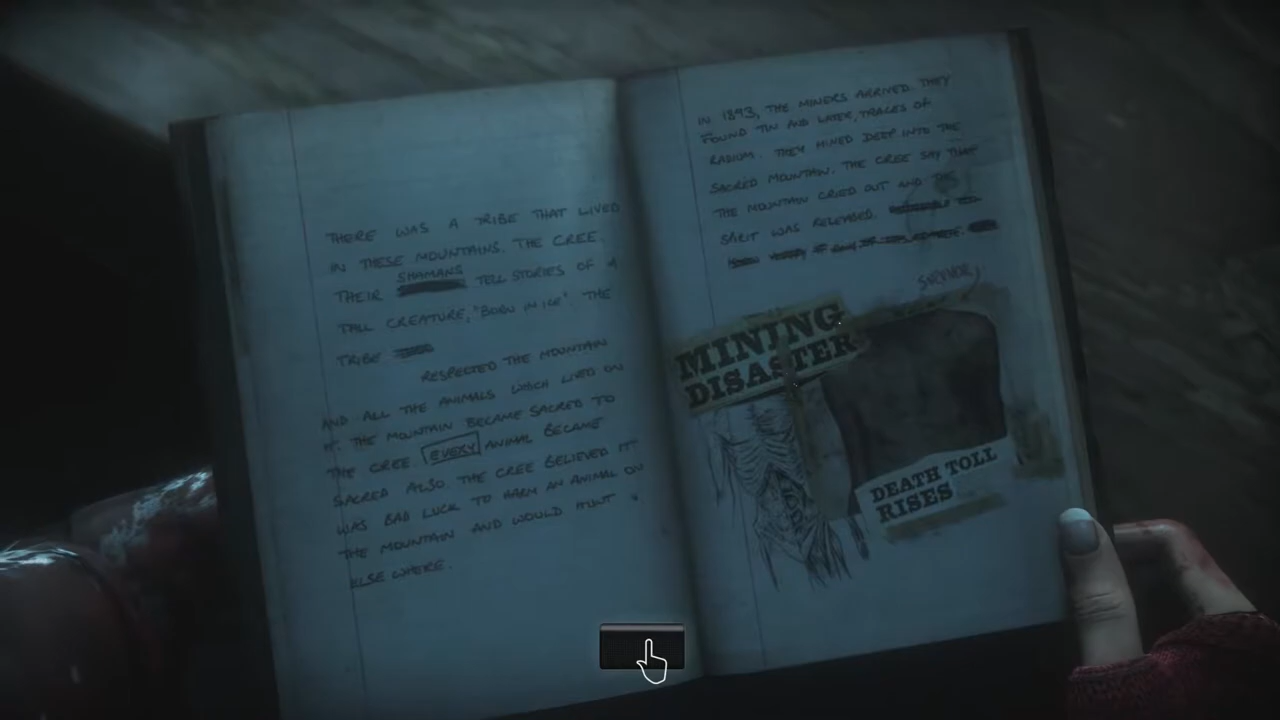 THERE WAS A TRIBE THAT LIVED
IN THESE MOUNTAINS. THE CREE.
SHAMANS
THEIR TELL STORIES OF A
TALL CREATURE, "BORN IN ICE". THE
TRIBE
RESPECTED THE MOUNTAIN
AND ALL THE ANIMALS WHICH LIVED ON
IT. THE MOUNTAIN BECAME SACRED TO
THE CREE. EVERY ANIMAL BECAME
SACRED ALSO. THE CREE BELIEVED IT
WAS BAD LUCK TO HARM AN ANIMAL ON
THE MOUNTAIN AND WOULD HUNT
ELSE WHERE.
IN 1893, THE MINERS ARRIVED. THEY
FOUND TIN AND LATER, TRACES OF
RADIUM. THEY MINED DEEP INTO THE
SACRED MOUNTAIN. THE CREE SAY THAT
THE MOUNTAIN CRIED OUT AND THE
SPIRIT WAS RELEASED.
SURVIVOR
MINING
DISASTER
DEATH TOLL
RISES